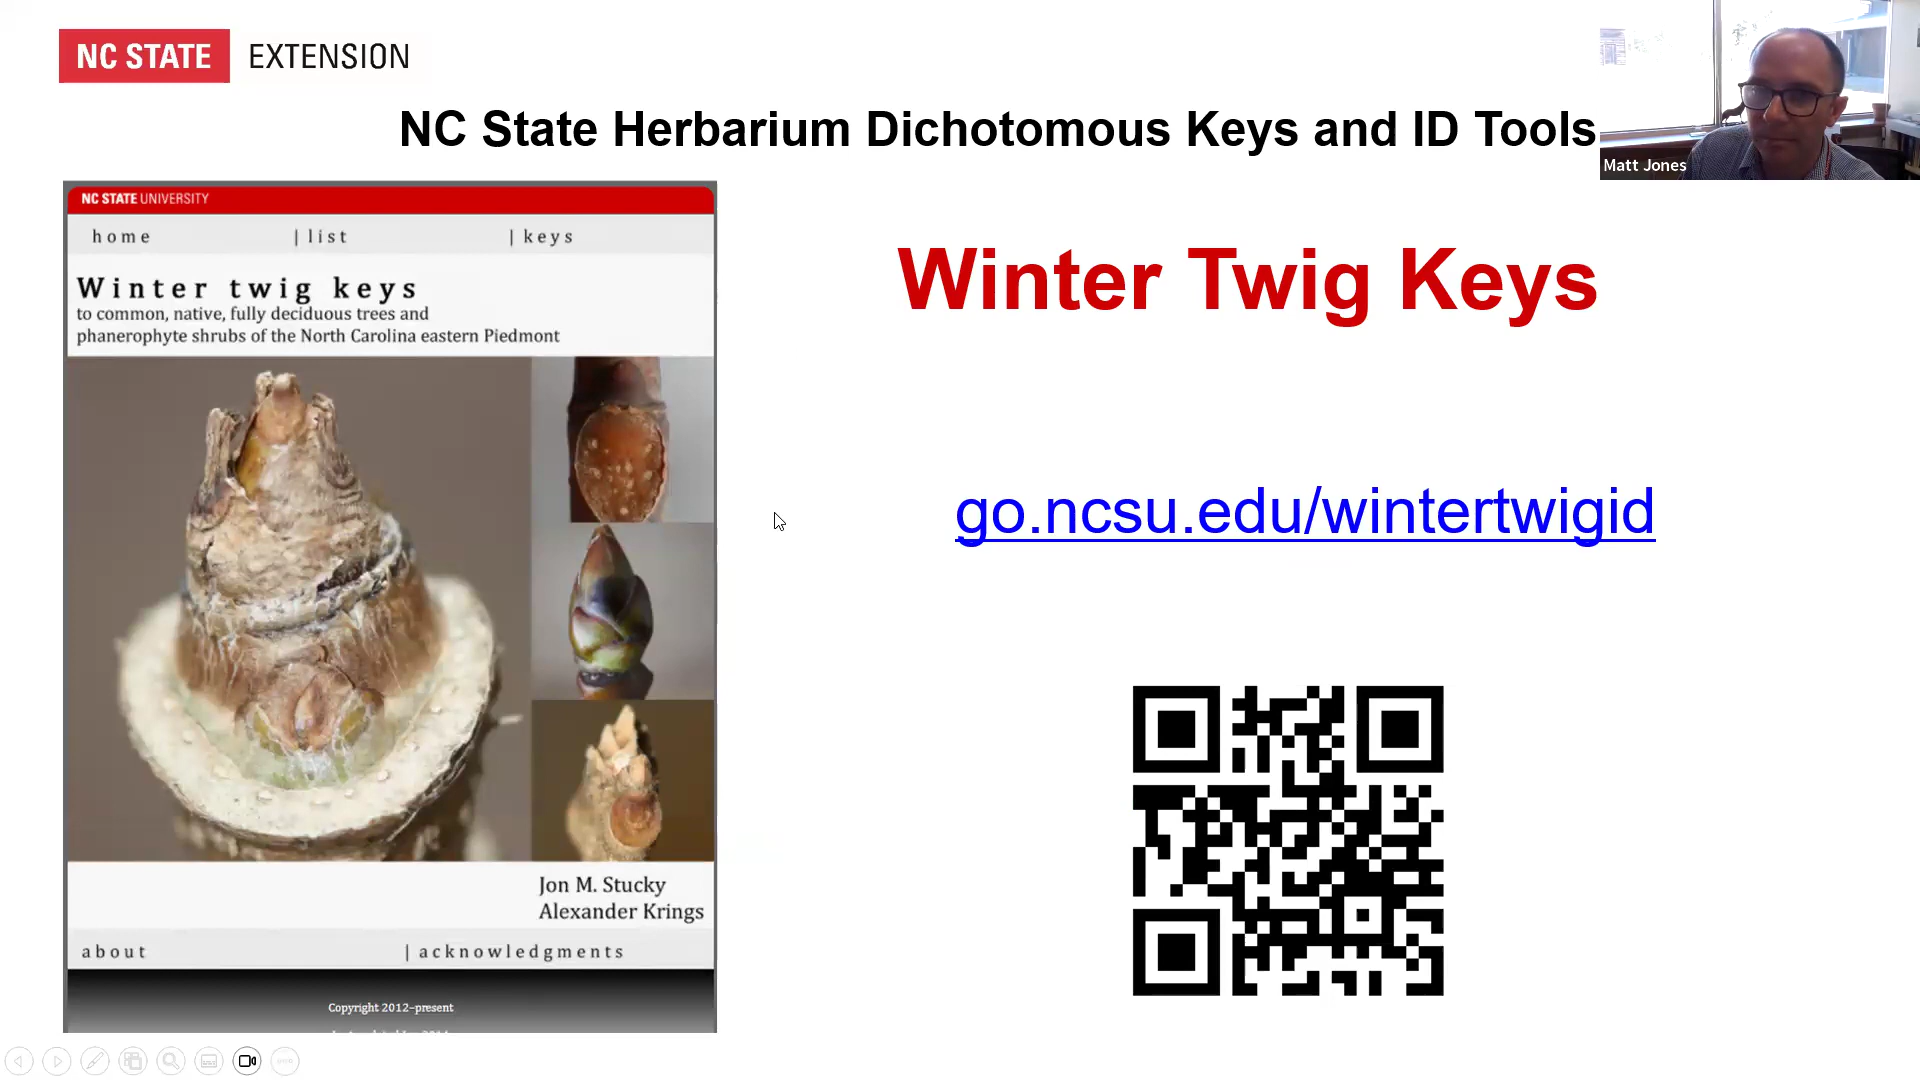 NC STATE EXTENSION
NC State Herbarium Dichotomous Keys and ID Tools
Matt Jones
NC STATE UNIVERSITY
home | list | keys
Winter twig keys
to common, native, fully deciduous trees and
phanerophyte shrubs of the North Carolina eastern Piedmont
Jon M. Stucky
Alexander Krings
about | acknowledgments
Copyright 2012-present
Winter Twig Keys
go.ncsu.edu/wintertwigid